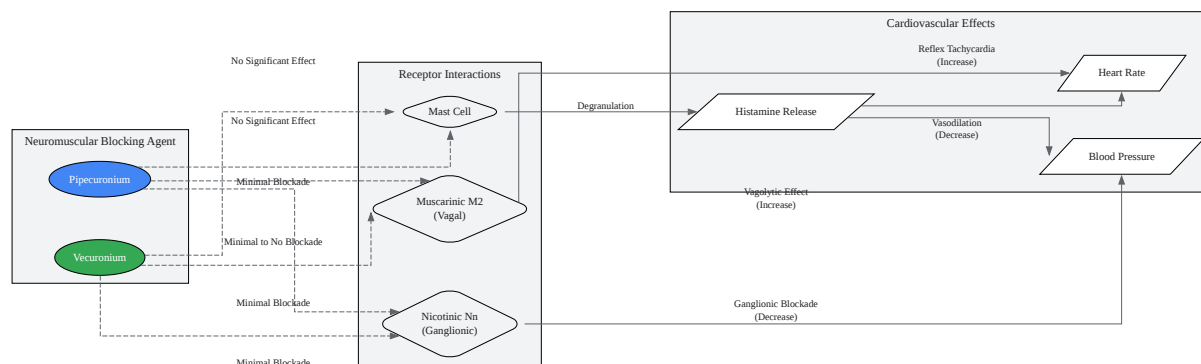 Cardiovascular Effects
Reflex Tachycardia
(Increase)
No Significant Effect
Receptor Interactions
Heart Rate
Mast Cell
Degranulation
Histamine Release
No Significant Effect
Vasodilation
(Decrease)
Neuromuscular Blocking Agent
Blood Pressure
Pipecuronium
Minimal Blockade
Vagolytic Effect
(Increase)
Muscarinic M2
(Vagal)
Minimal to No Blockade
Vecuronium
Minimal Blockade
Ganglionic Blockade
(Decrease)
Nicotinic Nn
(Ganglionic)
Minimal Blockade